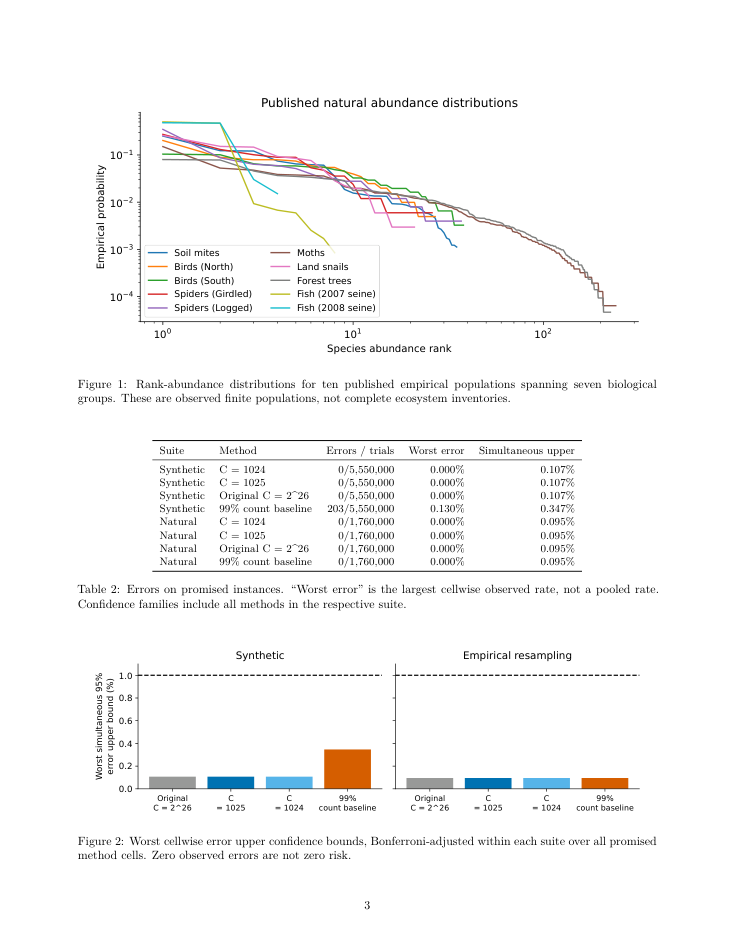 Published natural abundance distributions
Empirical probability
10⁻¹
10⁻²
10⁻³
10⁻⁴
Soil mites
Birds (North)
Birds (South)
Spiders (Girdled)
Spiders (Logged)
Moths
Land snails
Forest trees
Fish (2007 seine)
Fish (2008 seine)
10⁰ 10¹ 10²
Species abundance rank
Figure 1: Rank-abundance distributions for ten published empirical populations spanning seven biological
groups. These are observed finite populations, not complete ecosystem inventories.
Suite Method Errors / trials Worst error Simultaneous upper
Synthetic C = 1024 0/5,550,000 0.000% 0.107%
Synthetic C = 1025 0/5,550,000 0.000% 0.107%
Synthetic Original C = 2^26 0/5,550,000 0.000% 0.107%
Synthetic 99% count baseline 203/5,550,000 0.130% 0.347%
Natural C = 1024 0/1,760,000 0.000% 0.095%
Natural C = 1025 0/1,760,000 0.000% 0.095%
Natural Original C = 2^26 0/1,760,000 0.000% 0.095%
Natural 99% count baseline 0/1,760,000 0.000% 0.095%
Table 2: Errors on promised instances. “Worst error” is the largest cellwise observed rate, not a pooled rate.
Confidence families include all methods in the respective suite.
Synthetic
Worst simultaneous 95%
error upper bound (%)
1.0
0.8
0.6
0.4
0.2
0.0
Original
C = 2^26
C
= 1025
C
= 1024
99%
count baseline
Empirical resampling
Original
C = 2^26
C
= 1025
C
= 1024
99%
count baseline
Figure 2: Worst cellwise error upper confidence bounds, Bonferroni-adjusted within each suite over all promised
method cells. Zero observed errors are not zero risk.
3